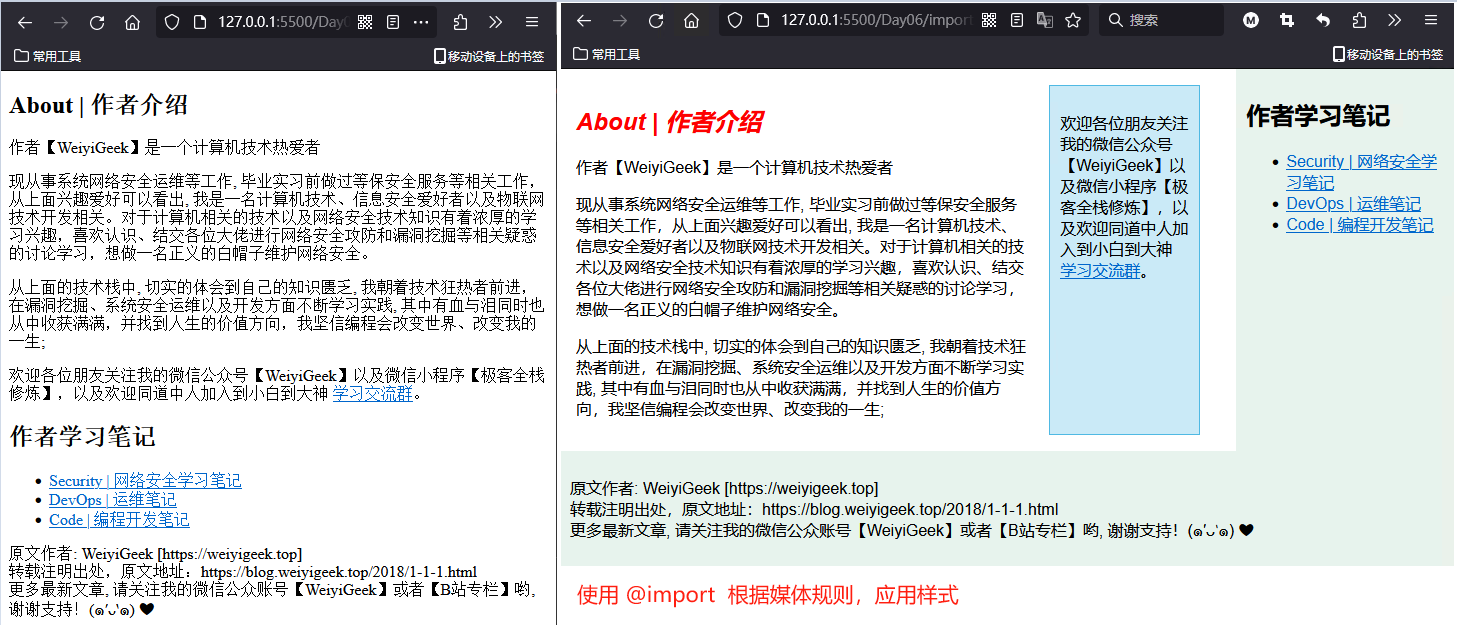 127.0.0.1:5500/Day0
常用工具
移动设备上的书签
About | 作者介绍
作者【WeiyiGeek】是一个计算机技术热爱者
现从事系统网络安全运维等工作, 毕业实习前做过等保安全服务等相关工作，
从上面兴趣爱好可以看出, 我是一名计算机技术、信息安全爱好者以及物联网
技术开发相关。对于计算机相关的技术以及网络安全技术知识有着浓厚的学
习兴趣，喜欢认识、结交各位大佬进行网络安全攻防和漏洞挖掘等相关疑惑
的讨论学习，想做一名正义的白帽子维护网络安全。
从上面的技术栈中, 切实的体会到自己的知识匮乏, 我朝着技术狂热者前进，
在漏洞挖掘、系统安全运维以及开发方面不断学习实践, 其中有血与泪同时也
从中收获满满，并找到人生的价值方向，我坚信编程会改变世界、改变我的
一生;
欢迎各位朋友关注我的微信公众号【WeiyiGeek】以及微信小程序【极客全栈
修炼】，以及欢迎同道中人加入到小白到大神 学习交流群。
作者学习笔记
• Security | 网络安全学习笔记
• DevOps | 运维笔记
• Code | 编程开发笔记
原文作者: WeiyiGeek [https://weiyigeek.top]
转载注明出处，原文地址：https://blog.weiyigeek.top/2018/1-1-1.html
更多最新文章, 请关注我的微信公众账号【WeiyiGeek】或者【B站专栏】哟,
谢谢支持！(๑′ᴗ‵๑) ❤
127.0.0.1:5500/Day06/import
搜索
常用工具
移动设备上的书签
About | 作者介绍
作者【WeiyiGeek】是一个计算机技术热爱者
现从事系统网络安全运维等工作, 毕业实习前做过等保安全服务
等相关工作，从上面兴趣爱好可以看出, 我是一名计算机技术、
信息安全爱好者以及物联网技术开发相关。对于计算机相关的技
术以及网络安全技术知识有着浓厚的学习兴趣，喜欢认识、结交
各位大佬进行网络安全攻防和漏洞挖掘等相关疑惑的讨论学习，
想做一名正义的白帽子维护网络安全。
从上面的技术栈中, 切实的体会到自己的知识匮乏, 我朝着技术狂
热者前进，在漏洞挖掘、系统安全运维以及开发方面不断学习实
践, 其中有血与泪同时也从中收获满满，并找到人生的价值方
向，我坚信编程会改变世界、改变我的一生;
欢迎各位朋友关注
我的微信公众号
【WeiyiGeek】以
及微信小程序【极
客全栈修炼】，以
及欢迎同道中人加
入到小白到大神
学习交流群。
作者学习笔记
• Security | 网络安全学
习笔记
• DevOps | 运维笔记
• Code | 编程开发笔记
原文作者: WeiyiGeek [https://weiyigeek.top]
转载注明出处，原文地址：https://blog.weiyigeek.top/2018/1-1-1.html
更多最新文章, 请关注我的微信公众账号【WeiyiGeek】或者【B站专栏】哟, 谢谢支持！(๑′ᴗ‵๑) ❤
使用 @import 根据媒体规则，应用样式